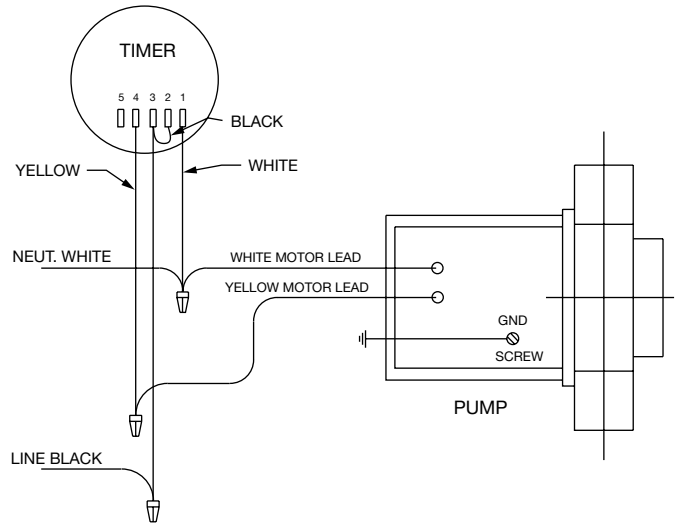 TIMER
5 4 3 2 1
BLACK
YELLOW
WHITE
NEUT. WHITE
WHITE MOTOR LEAD
YELLOW MOTOR LEAD
GND
SCREW
PUMP
LINE BLACK